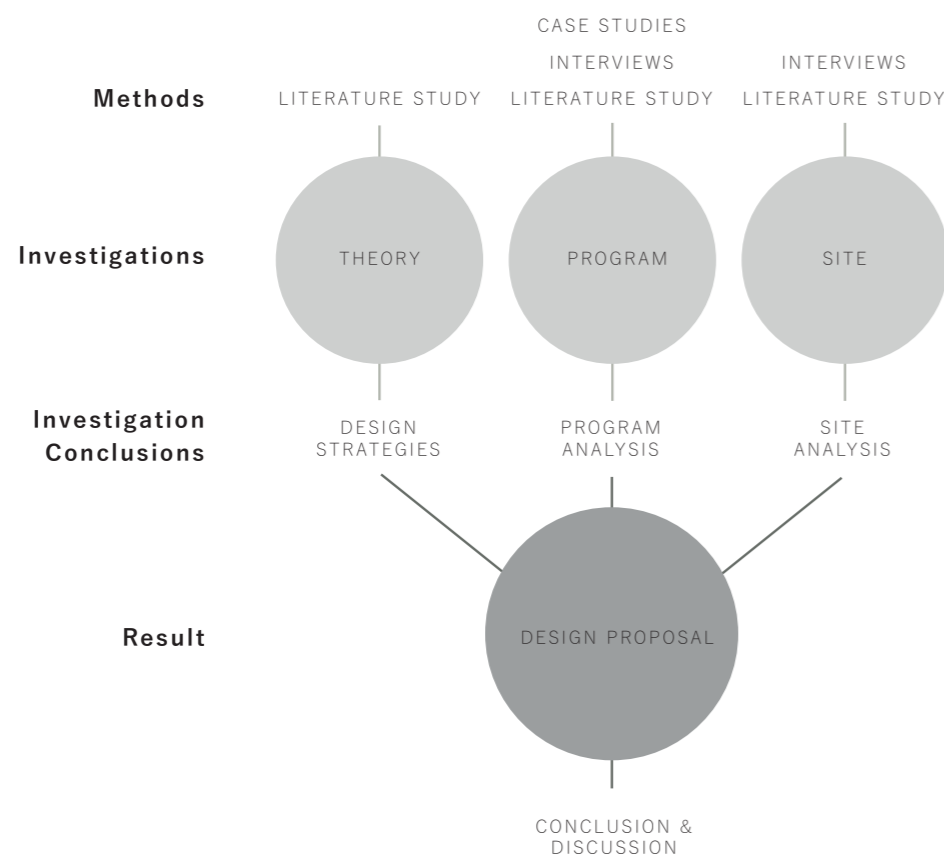 CASE STUDIES
INTERVIEWS
INTERVIEWS
Methods
LITERATURE STUDY
LITERATURE STUDY
LITERATURE STUDY
Investigations
THEORY
PROGRAM
SITE
Investigation
Conclusions
DESIGN
STRATEGIES
PROGRAM
ANALYSIS
SITE
ANALYSIS
Result
DESIGN PROPOSAL
CONCLUSION &
DISCUSSION